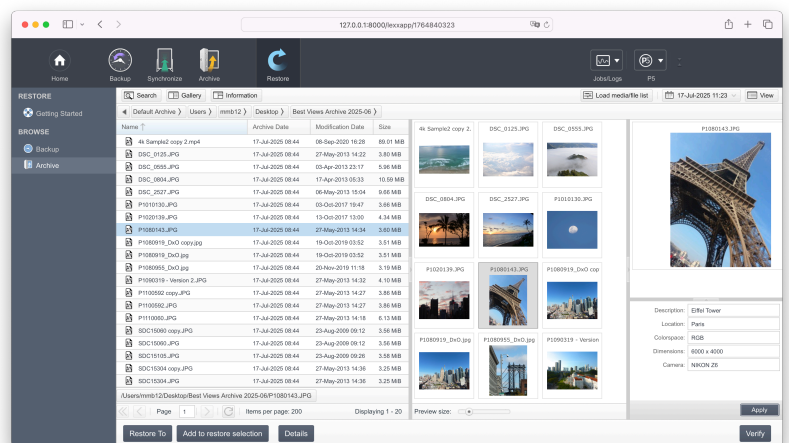 127.0.0.1:8000/lexxapp/1764840323
Home
Backup
Synchronize
Archive
Restore
Jobs/Logs
P5
P5
RESTORE
Getting Started
BROWSE
Backup
Archive
Search
Gallery
Information
Load media/file list
17-Jul-2025 11:23
View
Default Archive
Users
mmb12
Desktop
Best Views Archive 2025-06
Name Archive Date Modification Date Size
4k Sample2 copy 2.mp4 17-Jul-2025 08:44 08-Sep-2020 16:28 89.01 MiB
DSC_0125.JPG 17-Jul-2025 08:44 27-May-2013 14:22 3.80 MiB
DSC_0555.JPG 17-Jul-2025 08:44 03-Apr-2013 23:17 5.96 MiB
DSC_0804.JPG 17-Jul-2025 08:44 17-Apr-2013 05:33 10.59 MiB
DSC_2527.JPG 17-Jul-2025 08:44 06-May-2013 15:04 9.66 MiB
P1010130.JPG 17-Jul-2025 08:44 03-Oct-2017 19:47 3.66 MiB
P1020139.JPG 17-Jul-2025 08:44 13-Oct-2017 13:00 4.34 MiB
P1080143.JPG 17-Jul-2025 08:44 27-May-2013 14:34 3.60 MiB
P1080919_DxO copy.jpg 17-Jul-2025 08:44 19-Oct-2019 03:52 3.51 MiB
P1080919_DxO.jpg 17-Jul-2025 08:44 19-Oct-2019 03:52 3.51 MiB
P1080955_DxO.jpg 17-Jul-2025 08:44 20-Nov-2019 11:18 3.19 MiB
P1090319 - Version 2.JPG 17-Jul-2025 08:44 27-May-2013 14:32 4.10 MiB
P1100592 copy.JPG 17-Jul-2025 08:44 27-May-2013 14:27 3.86 MiB
P1100592.JPG 17-Jul-2025 08:44 27-May-2013 14:27 3.86 MiB
P1110060.JPG 17-Jul-2025 08:44 27-May-2013 14:18 6.13 MiB
SDC15060 copy.JPG 17-Jul-2025 08:44 23-Aug-2009 09:12 3.56 MiB
SDC15060.JPG 17-Jul-2025 08:44 23-Aug-2009 09:12 3.56 MiB
SDC15105.JPG 17-Jul-2025 08:44 23-Aug-2009 09:26 3.58 MiB
SDC15304 copy.JPG 17-Jul-2025 08:44 27-May-2013 14:36 3.25 MiB
SDC15304.JPG 17-Jul-2025 08:44 27-May-2013 14:36 3.25 MiB
/Users/mmb12/Desktop/Best Views Archive 2025-06/P1080143.JPG
Page 1 Items per page: 200 Displaying 1 - 20
4k Sample2 copy 2. DSC_0125.JPG DSC_0555.JPG
DSC_0804.JPG DSC_2527.JPG P1010130.JPG
P1020139.JPG P1080143.JPG P1080919_DxO cop
P1080919_DxO.jpg P1080955_DxO.jpg P1090319 - Version
Preview size:
P1080143.JPG
Description: Eiffel Tower
Location: Paris
Colorspace: RGB
Dimensions: 6000 x 4000
Camera: NIKON Z6
Apply
Restore To
Add to restore selection
Details
Verify